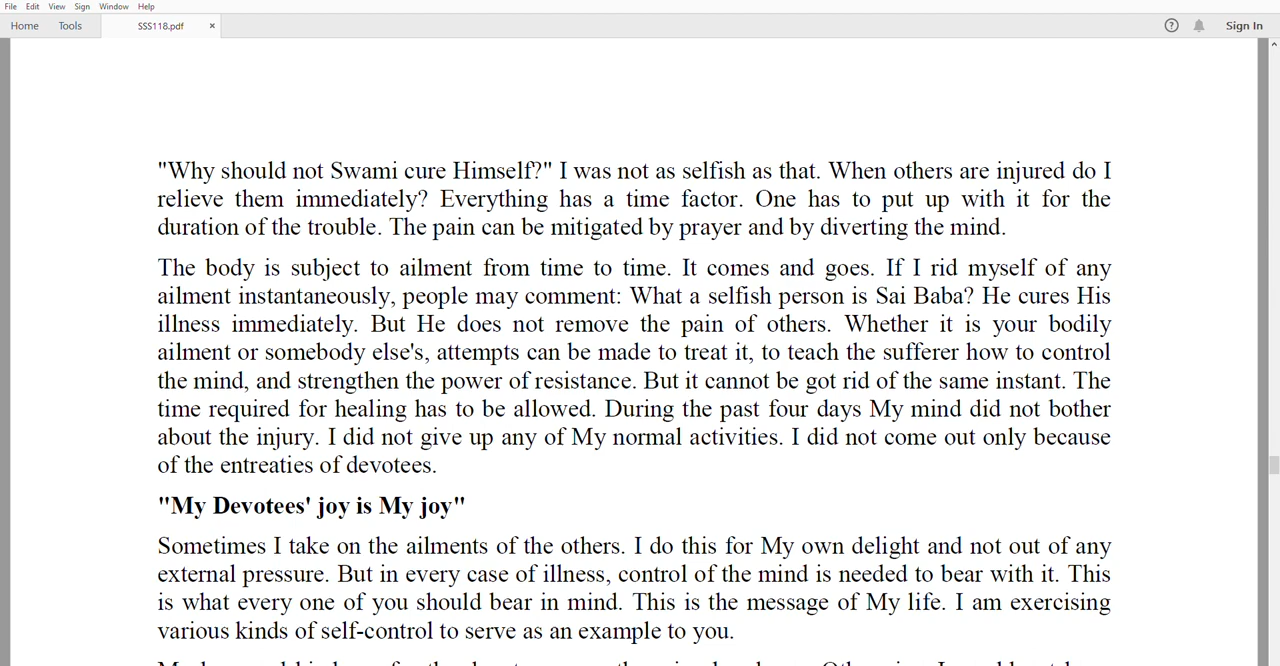 File Edit View Sign Window Help
Home Tools SSS118.pdf × ? Sign In
"Why should not Swami cure Himself?" I was not as selfish as that. When others are injured do I
relieve them immediately? Everything has a time factor. One has to put up with it for the
duration of the trouble. The pain can be mitigated by prayer and by diverting the mind.
The body is subject to ailment from time to time. It comes and goes. If I rid myself of any
ailment instantaneously, people may comment: What a selfish person is Sai Baba? He cures His
illness immediately. But He does not remove the pain of others. Whether it is your bodily
ailment or somebody else's, attempts can be made to treat it, to teach the sufferer how to control
the mind, and strengthen the power of resistance. But it cannot be got rid of the same instant. The
time required for healing has to be allowed. During the past four days My mind did not bother
about the injury. I did not give up any of My normal activities. I did not come out only because
of the entreaties of devotees.
"My Devotees' joy is My joy"
Sometimes I take on the ailments of the others. I do this for My own delight and not out of any
external pressure. But in every case of illness, control of the mind is needed to bear with it. This
is what every one of you should bear in mind. This is the message of My life. I am exercising
various kinds of self-control to serve as an example to you.